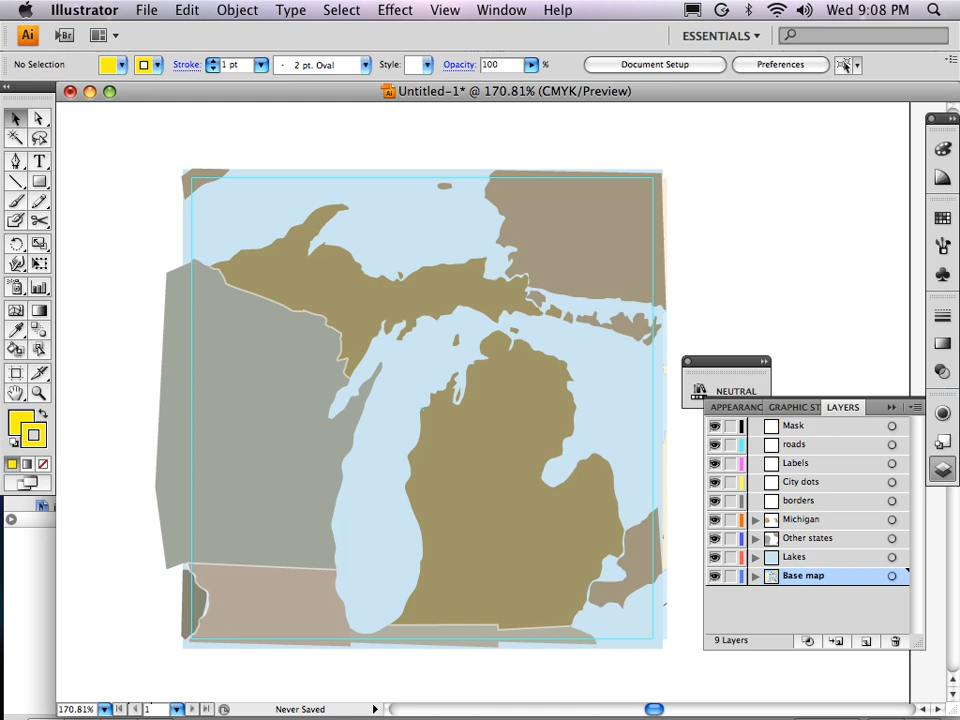 Illustrator File Edit Object Type Select Effect View Window Help Wed 9:08 PM
Ai Br ESSENTIALS
No Selection Stroke: 1 pt 2 pt. Oval Style: Opacity: 100 % Document Setup Preferences
Untitled-1* @ 170.81% (CMYK/Preview)
T
NEUTRAL
APPEARANC GRAPHIC ST LAYERS
Mask
roads
Labels
City dots
borders
Michigan
Other states
Lakes
Base map
9 Layers
170.81% 1 Never Saved